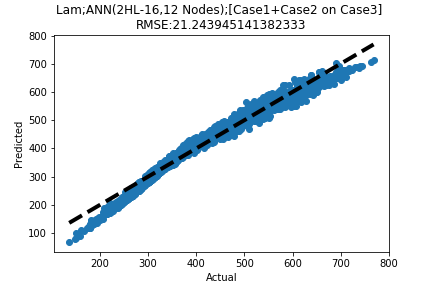 Lam;ANN(2HL-16,12 Nodes);[Case1+Case2 on Case3]
RMSE:21.243945141382333
800
700
600
500
400
300
200
100
Predicted
200 300 400 500 600 700 800
Actual